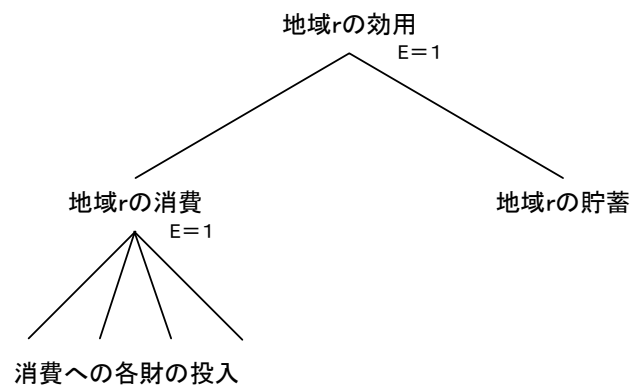 地域rの効用
E=1
地域rの消費
地域rの貯蓄
E=1
消費への各財の投入